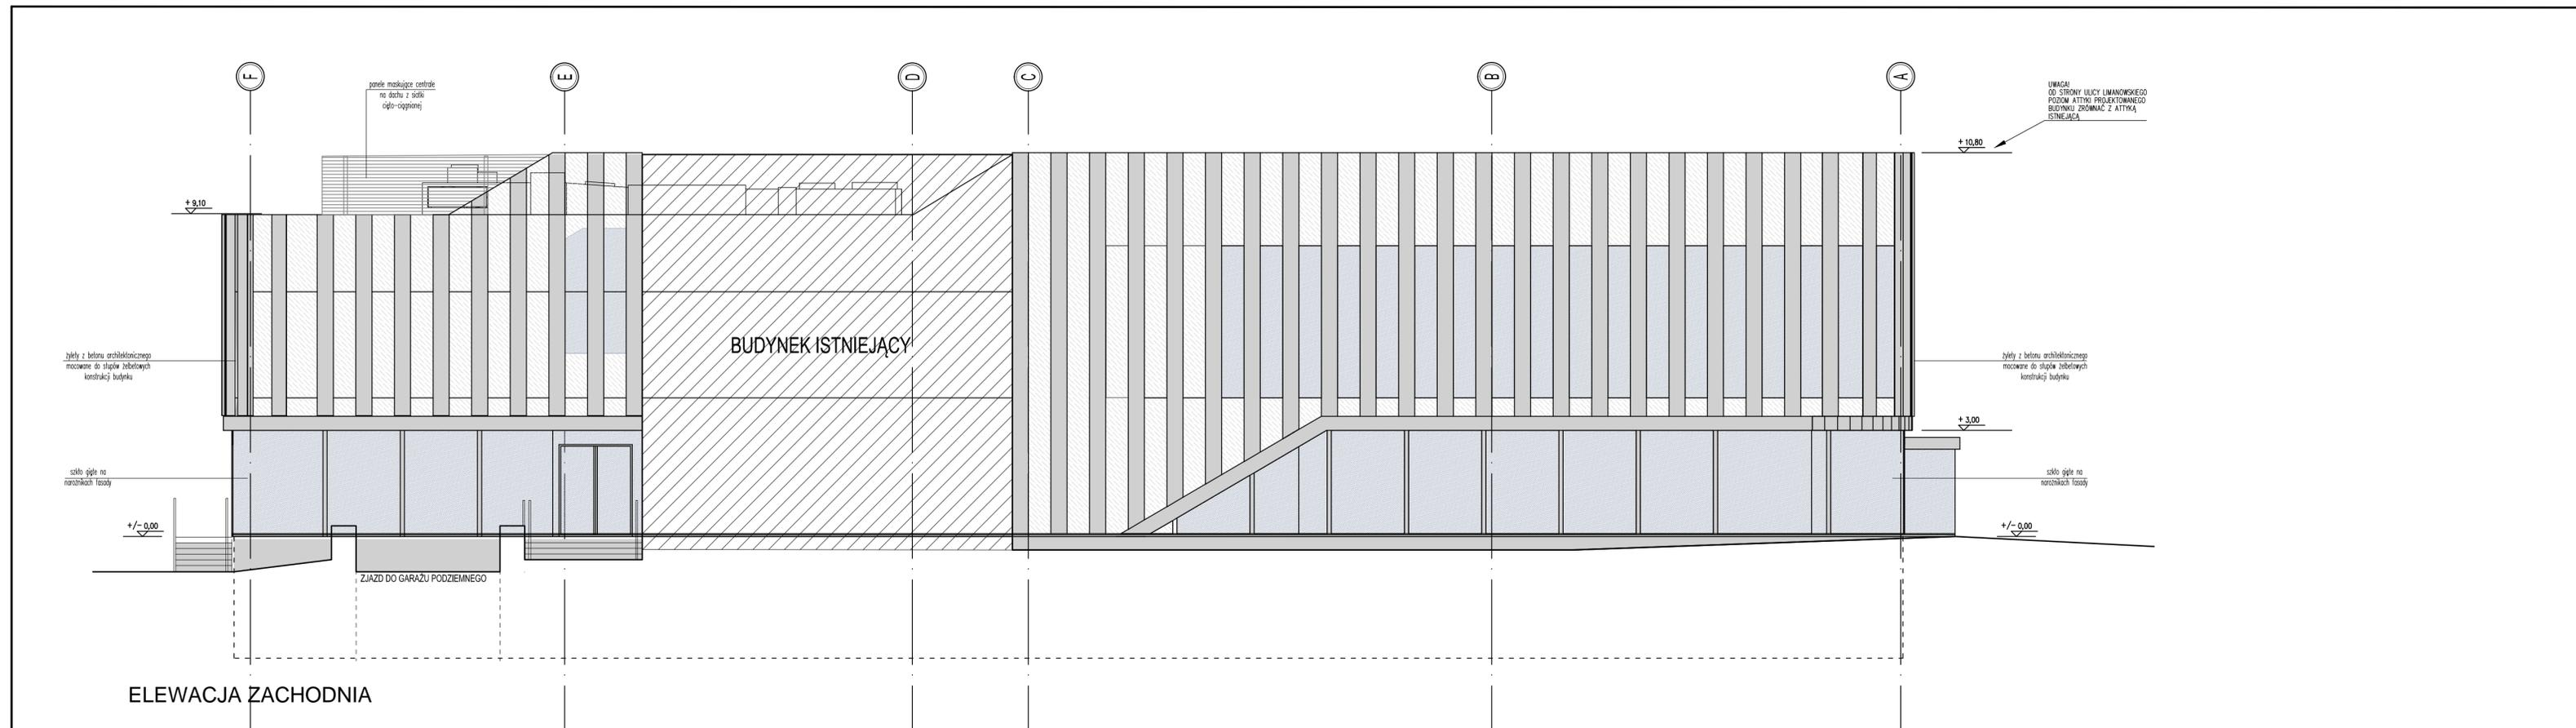 F
E
D
C
B
A
panele maskujące centrale
na dachu z siatki
cięto-ciągnionej
UWAGA!
OD STRONY ULICY LIMANOWSKIEGO
POZIOM ATTYKI PROJEKTOWANEGO
BUDYNKU ZRÓWNAĆ Z ATTYKĄ
ISTNIEJĄCĄ
+ 10,80
+ 9,10
BUDYNEK ISTNIEJĄCY
żylety z betonu architektonicznego
mocowane do słupów żelbetowych
konstrukcji budynku
żylety z betonu architektonicznego
mocowane do słupów żelbetowych
konstrukcji budynku
+ 3,00
szkło gięte na
narożnikach fasady
szkło gięte na
narożnikach fasady
+/- 0,00
+/- 0,00
ZJAZD DO GARAŻU PODZIEMNEGO
ELEWACJA ZACHODNIA